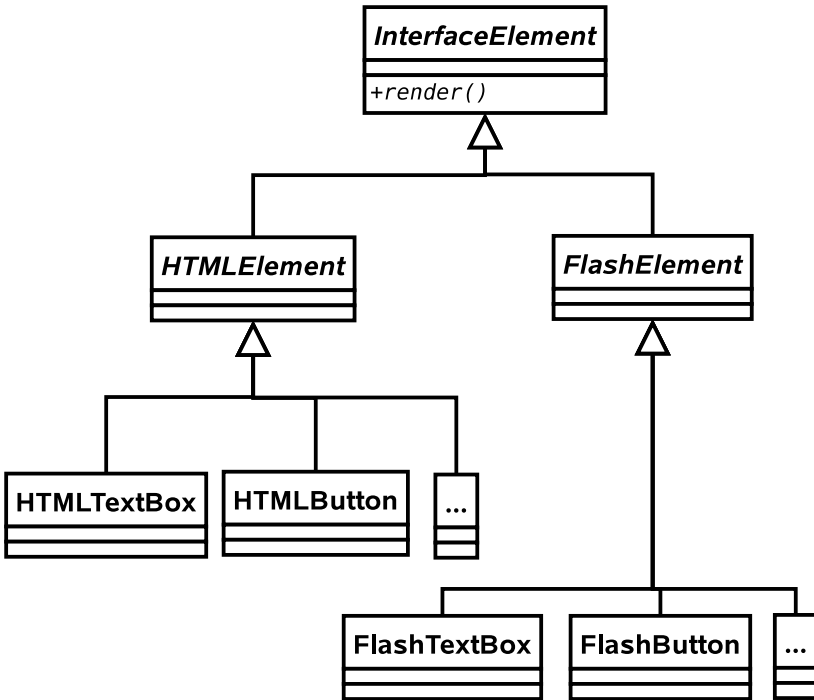 InterfaceElement
+render()
HTMLElement
FlashElement
HTMLTextBox
HTMLButton
...
FlashTextBox
FlashButton
...